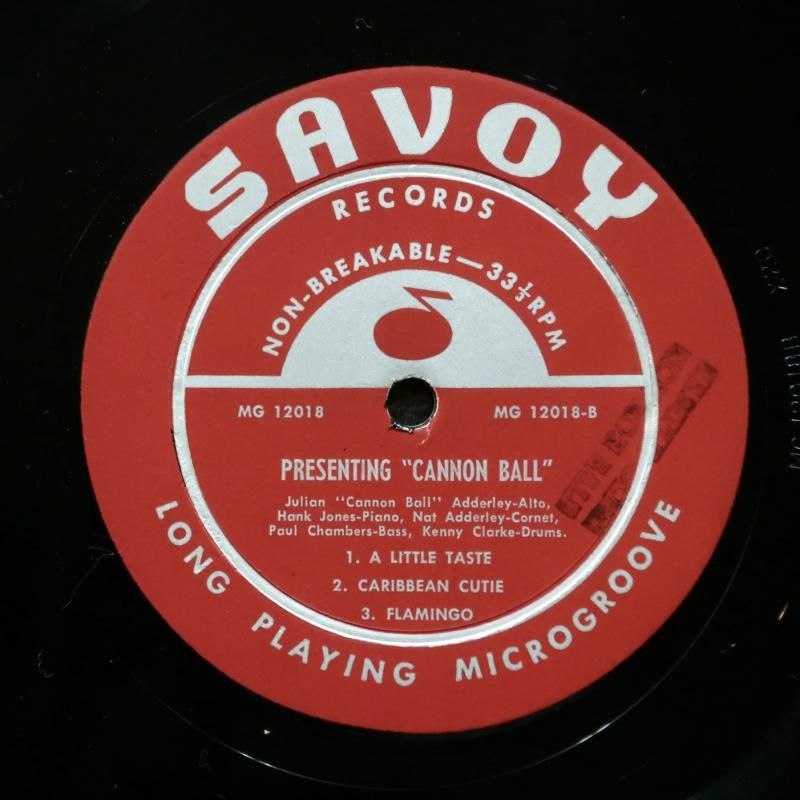 SAVOY
RECORDS
NON-BREAKABLE—33⅓RPM
MG 12018
MG 12018-B
PRESENTING "CANNON BALL"
Julian "Cannon Ball" Adderley-Alto,
Hank Jones-Piano, Nat Adderley-Cornet,
Paul Chambers-Bass, Kenny Clarke-Drums.
1. A LITTLE TASTE
2. CARIBBEAN CUTIE
3. FLAMINGO
LONG PLAYING MICROGROOVE